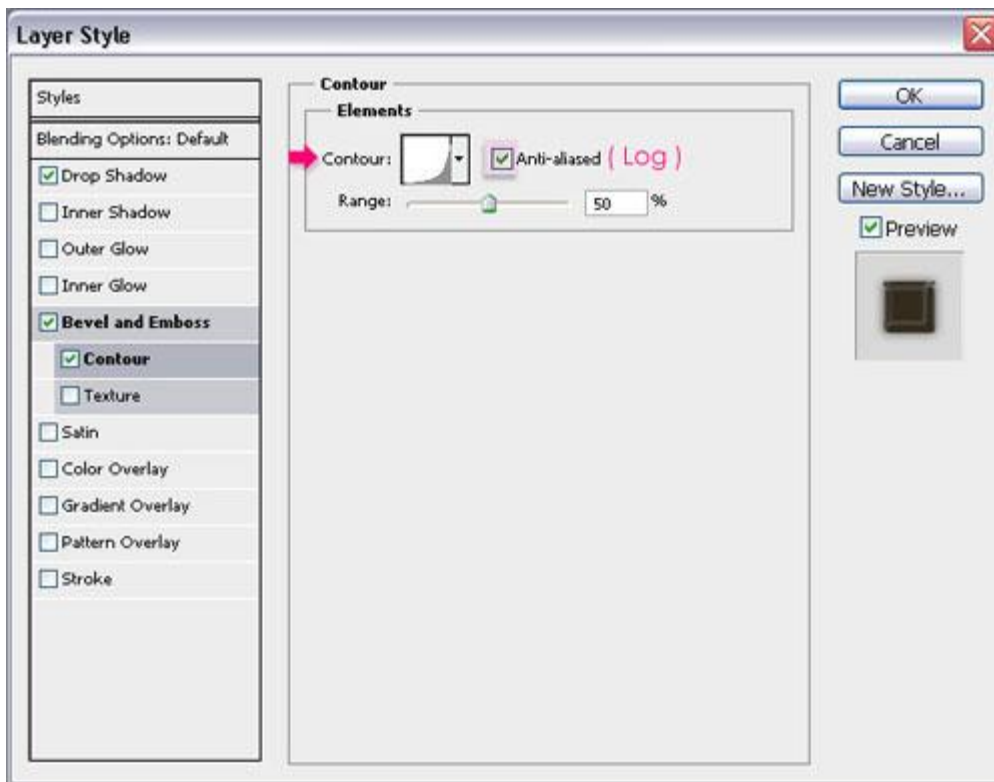 Layer Style
Styles
Blending Options: Default
Drop Shadow
Inner Shadow
Outer Glow
Inner Glow
Bevel and Emboss
Contour
Texture
Satin
Color Overlay
Gradient Overlay
Pattern Overlay
Stroke
Contour
Elements
Contour:
Anti-aliased ( Log )
Range: 50 %
OK
Cancel
New Style...
Preview